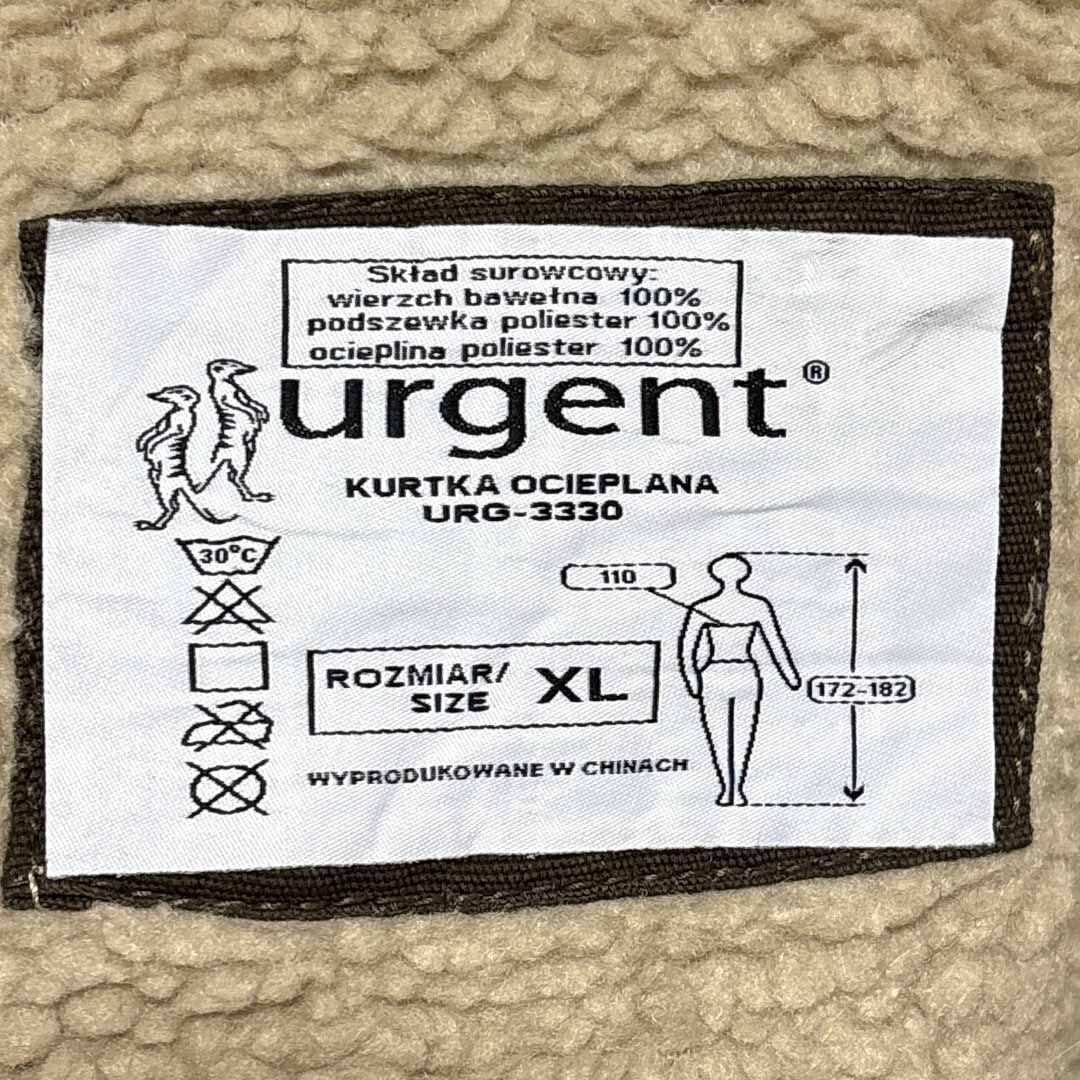 Skład surowcowy:
wierzch bawełna 100%
podszewka poliester 100%
ocieplina poliester 100%
urgent®
KURTKA OCIEPLANA
URG-3330
30°C
110
ROZMIAR/
SIZE XL
172-182
WYPRODUKOWANE W CHINACH